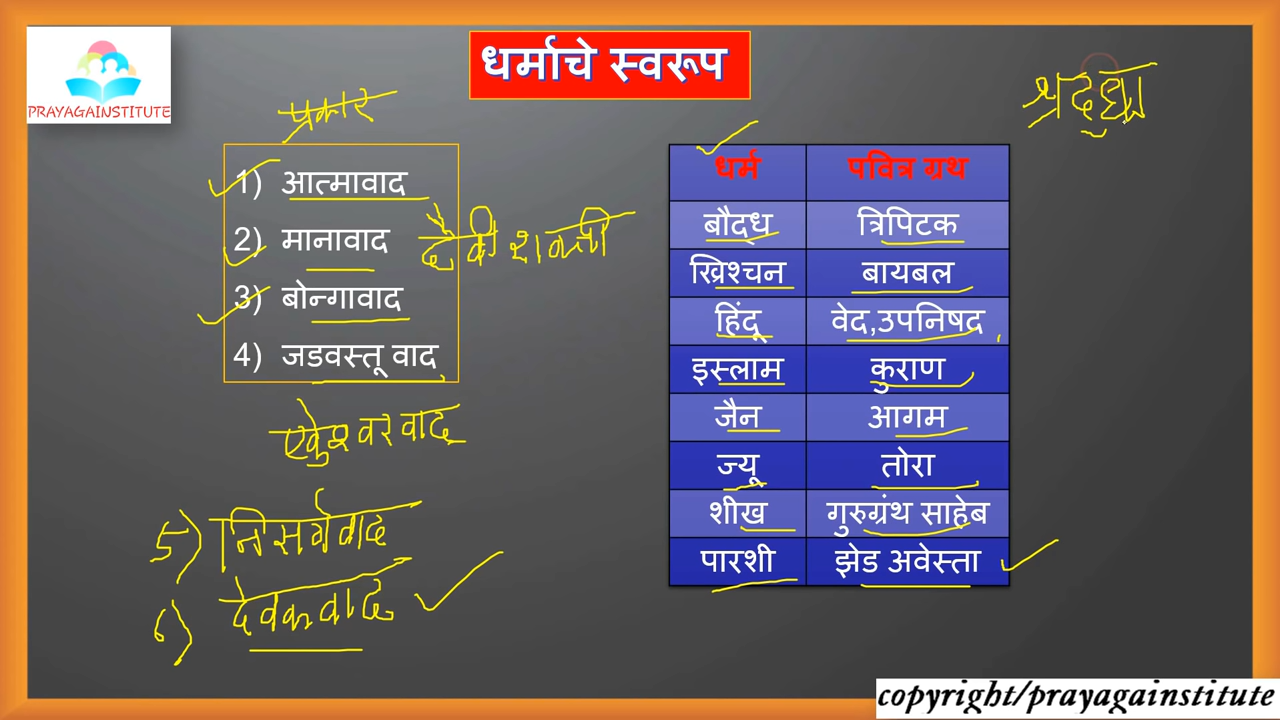 धर्माचे स्वरूप
PRAYAGAINSTITUTE
श्रद्धा
प्रकार
1) आत्मावाद
2) मानावाद
3) बोन्गावाद
4) जडवस्तू वाद
दैवी शक्ती
एकेश्वरवाद
5) निसर्गवाद
6) देवकवाद
धर्म पवित्र ग्रथ
बौदध त्रिपिटक
ख्रिश्चन बायबल
हिंदू वेद,उपनिषद
इस्लाम कुराण
जैन आगम
ज्यू तोरा
शीख गुरुग्रंथ साहेब
पारशी झेड अवेस्ता
copyright/prayagainstitute